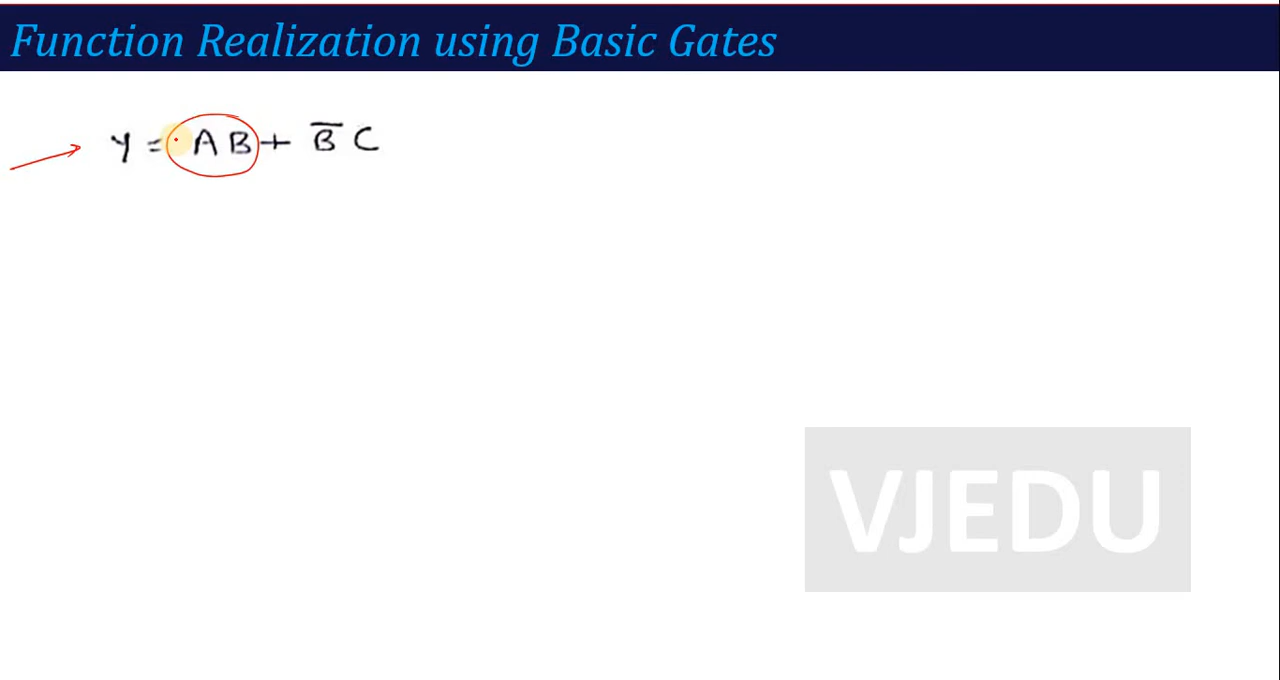 Function Realization using Basic Gates
Y = AB + B̅ C
VJEDU